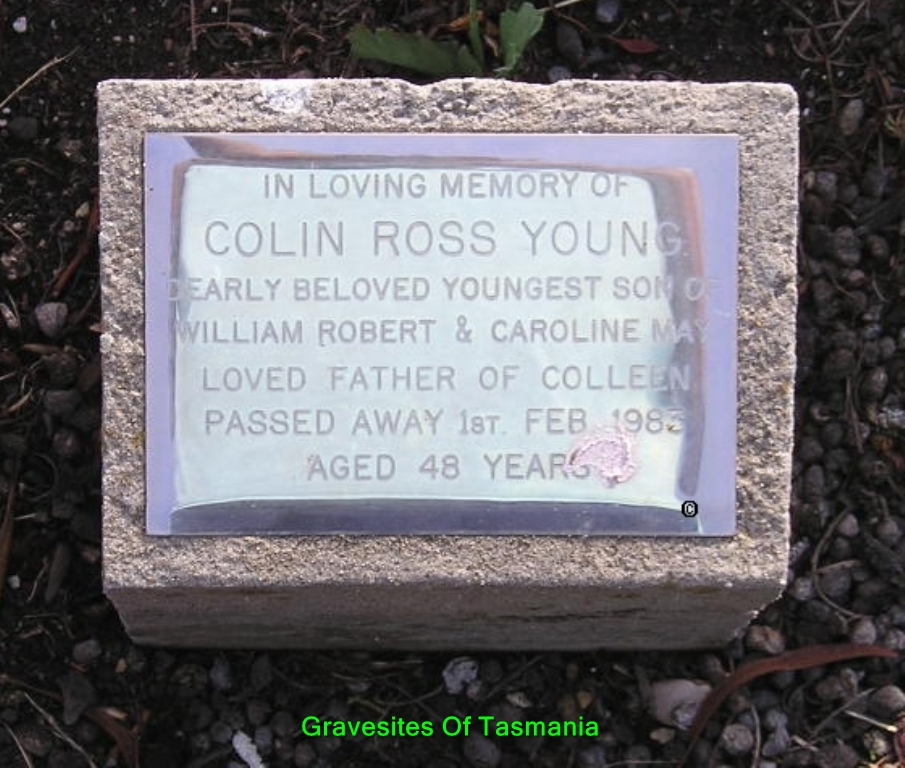 IN LOVING MEMORY OF
COLIN ROSS YOUNG
DEARLY BELOVED YOUNGEST SON OF
WILLIAM ROBERT & CAROLINE MAY
LOVED FATHER OF COLLEEN
PASSED AWAY 1ST. FEB. 1983
AGED 48 YEARS
©
Gravesites Of Tasmania